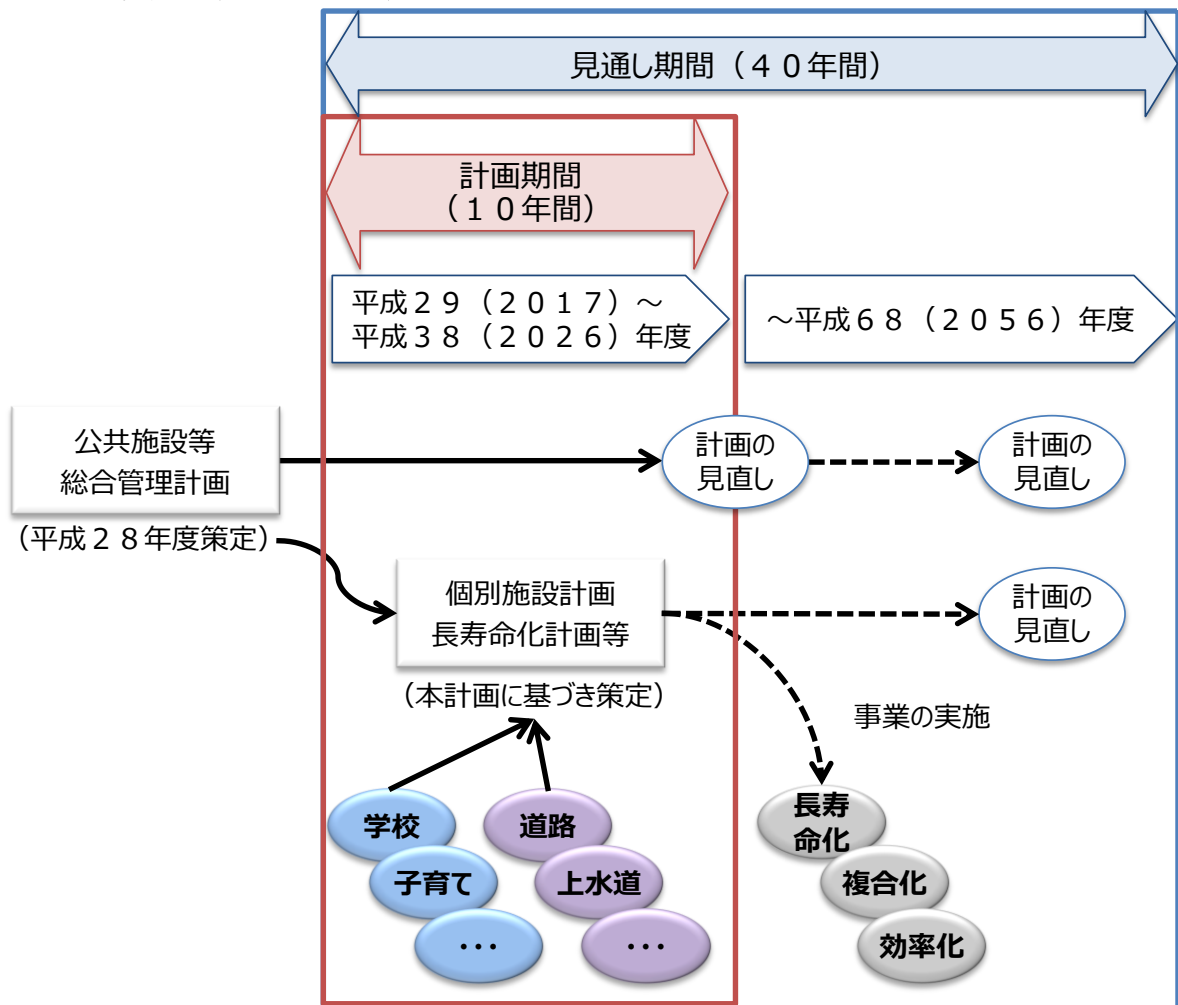 見通し期間（４０年間）
計画期間
（１０年間）
平成２９（２０１７）～
平成３８（２０２６）年度
～平成６８（２０５６）年度
公共施設等
総合管理計画
（平成２８年度策定）
計画の
見直し
計画の
見直し
個別施設計画
長寿命化計画等
（本計画に基づき策定）
計画の
見直し
事業の実施
学校
子育て
・・・
道路
上水道
・・・
長寿
命化
複合化
効率化